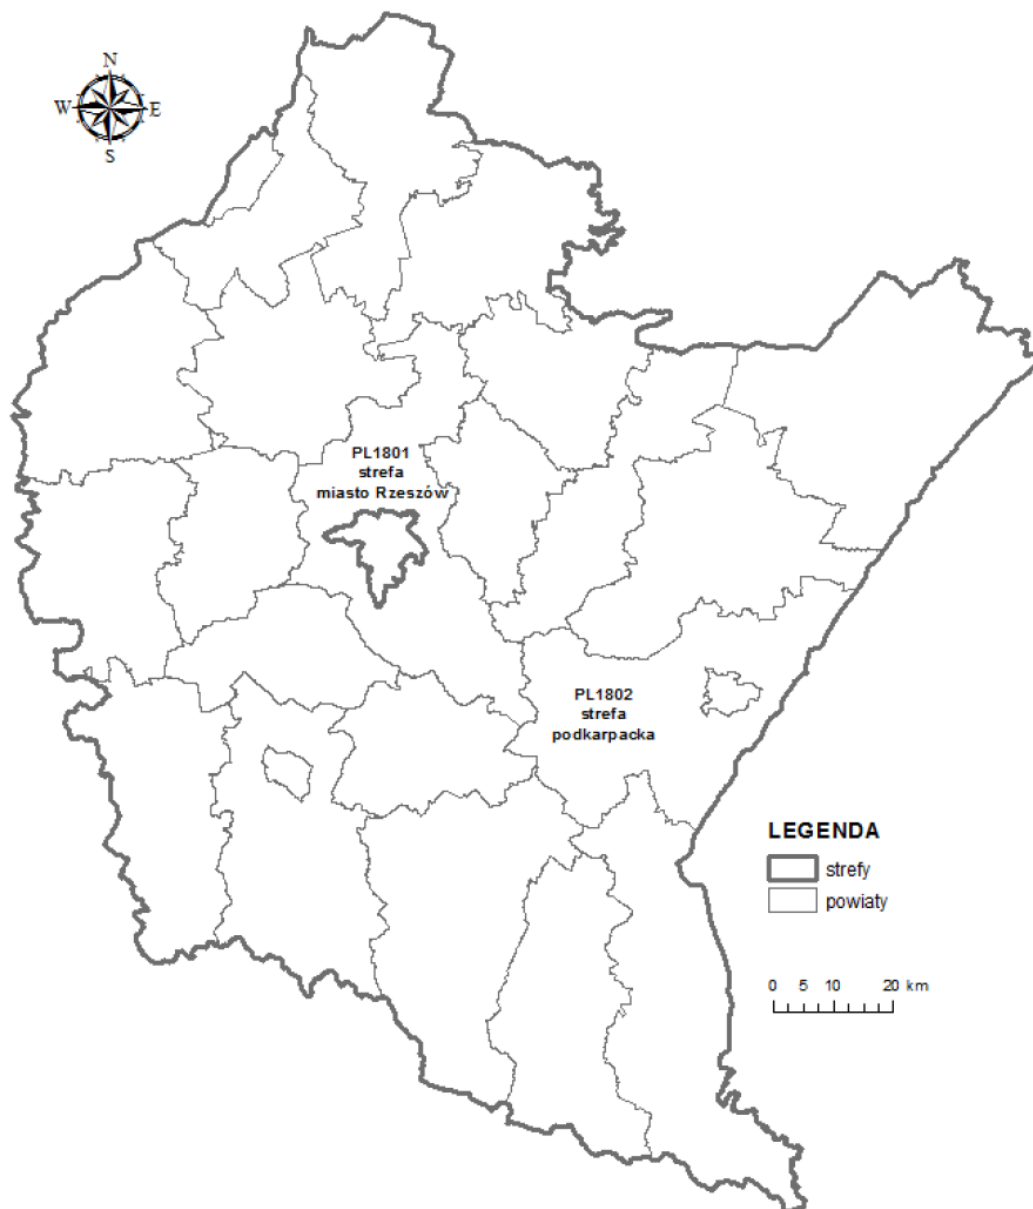 N
W E
S
PL1801
strefa
miasto Rzeszów
PL1802
strefa
podkarpacka
LEGENDA
strefy
powiaty
0 5 10 20 km